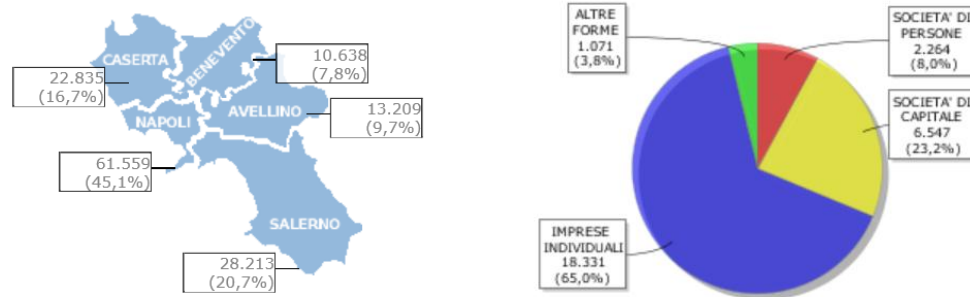 CASERTA
22.835
(16,7%)
BENEVENTO
10.638
(7,8%)
NAPOLI
61.559
(45,1%)
AVELLINO
13.209
(9,7%)
SALERNO
28.213
(20,7%)
ALTRE
FORME
1.071
(3,8%)
SOCIETA' DI
PERSONE
2.264
(8,0%)
SOCIETA' DI
CAPITALE
6.547
(23,2%)
IMPRESE
INDIVIDUALI
18.331
(65,0%)